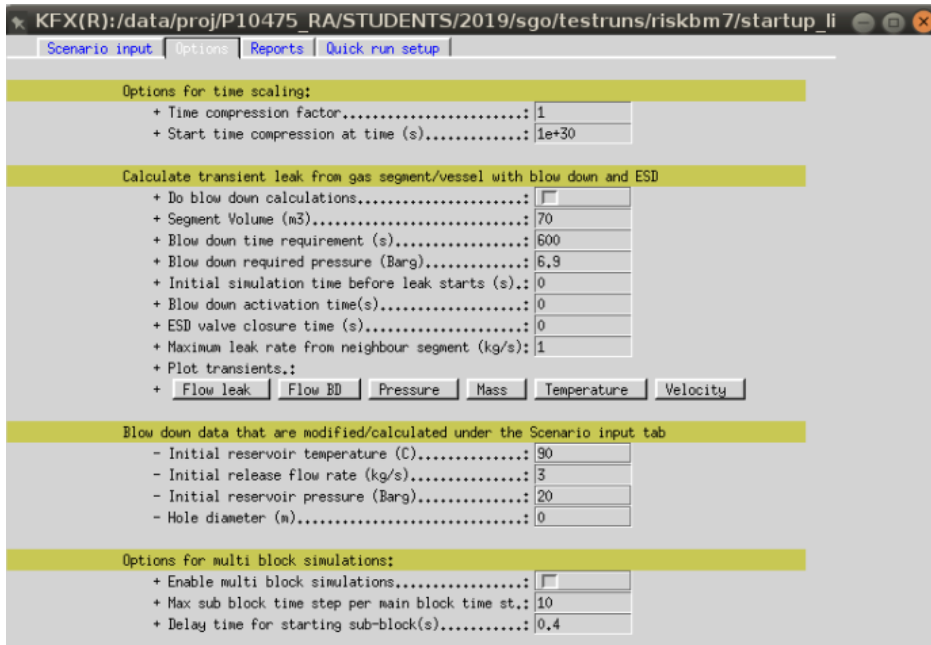 KFX(R):/data/proj/P10475_RA/STUDENTS/2019/sgo/testruns/riskbm7/startup_li
Scenario input Options Reports Quick run setup
Options for time scaling:
+ Time compression factor........................: 1
+ Start time compression at time (s).............: 1e+30
Calculate transient leak from gas segment/vessel with blow down and ESD
+ Do blow down calculations......................:
+ Segment Volume (m3)............................: 70
+ Blow down time requirement (s).................: 600
+ Blow down required pressure (Barg).............: 6.9
+ Initial simulation time before leak starts (s).: 0
+ Blow down activation time(s)...................: 0
+ ESD valve closure time (s).....................: 0
+ Maximum leak rate from neighbour segment (kg/s): 1
+ Plot transients.:
+ Flow leak Flow BD Pressure Mass Temperature Velocity
Blow down data that are modified/calculated under the Scenario input tab
- Initial reservoir temperature (C)..............: 90
- Initial release flow rate (kg/s)...............: 3
- Initial reservoir pressure (Barg)..............: 20
- Hole diameter (m)..............................: 0
Options for multi block simulations:
+ Enable multi block simulations.................:
+ Max sub block time step per main block time st.: 10
+ Delay time for starting sub-block(s)...........: 0.4